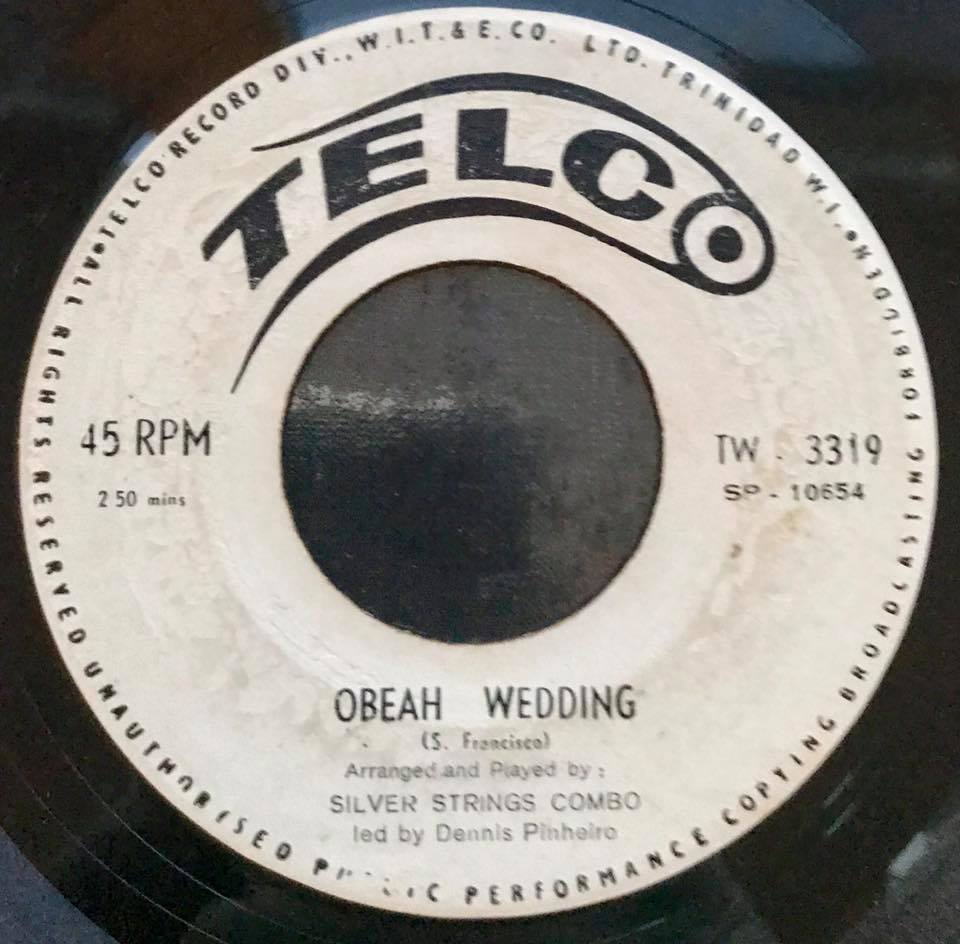 TELCO RECORD DIV., W.I.T. & E. CO. LTD. TRINIDAD W.I.
TELCO
45 RPM
2 50 mins
TW . 3319
SP - 10654
OBEAH WEDDING
(S. Francisco)
Arranged and Played by :
SILVER STRINGS COMBO
led by Dennis Pinheiro
ALL RIGHTS RESERVED UNAUTHORISED PUBLIC PERFORMANCE COPYING BROADCASTING FORBIDDEN